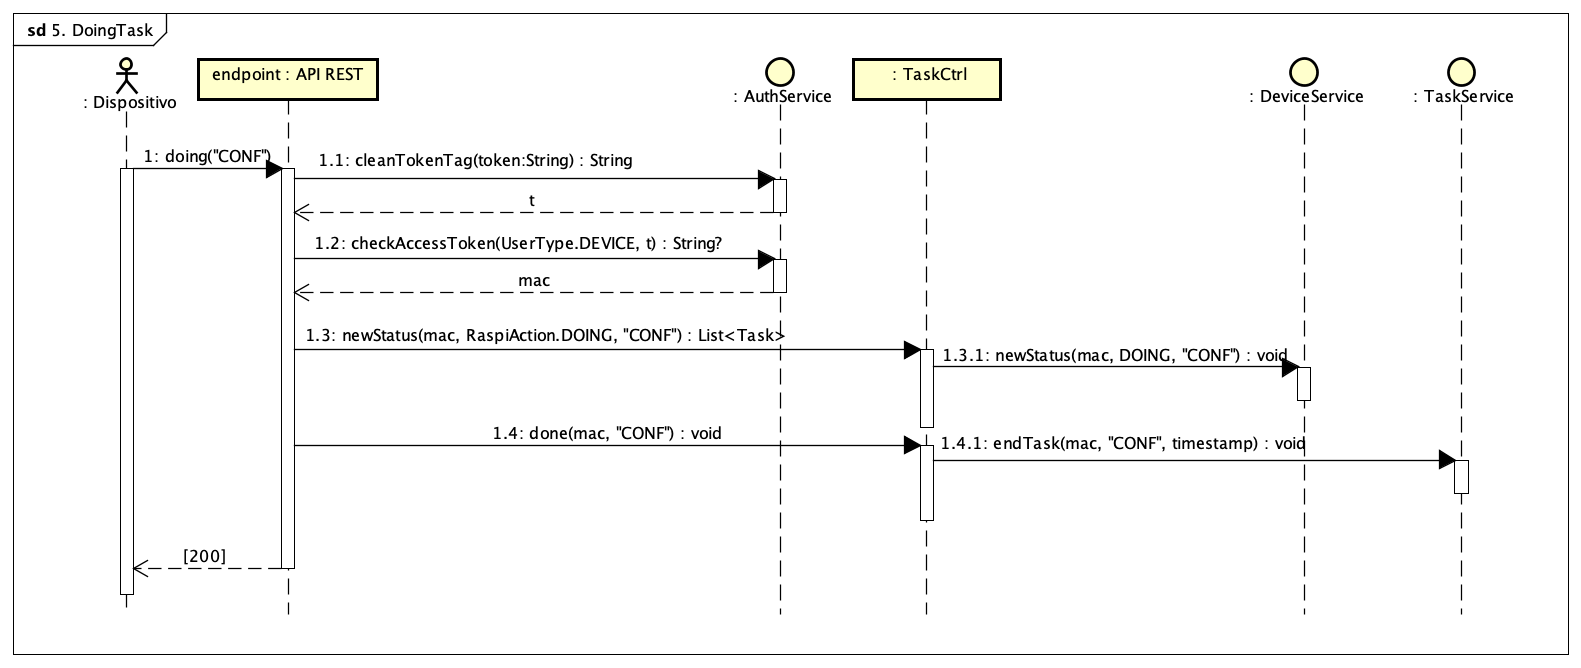 sd 5. DoingTask
: Dispositivo
endpoint : API REST
: AuthService
: TaskCtrl
: DeviceService
: TaskService
1: doing("CONF")
1.1: cleanTokenTag(token:String) : String
t
1.2: checkAccessToken(UserType.DEVICE, t) : String?
mac
1.3: newStatus(mac, RaspiAction.DOING, "CONF") : List<Task>
1.3.1: newStatus(mac, DOING, "CONF") : void
1.4: done(mac, "CONF") : void
1.4.1: endTask(mac, "CONF", timestamp) : void
[200]